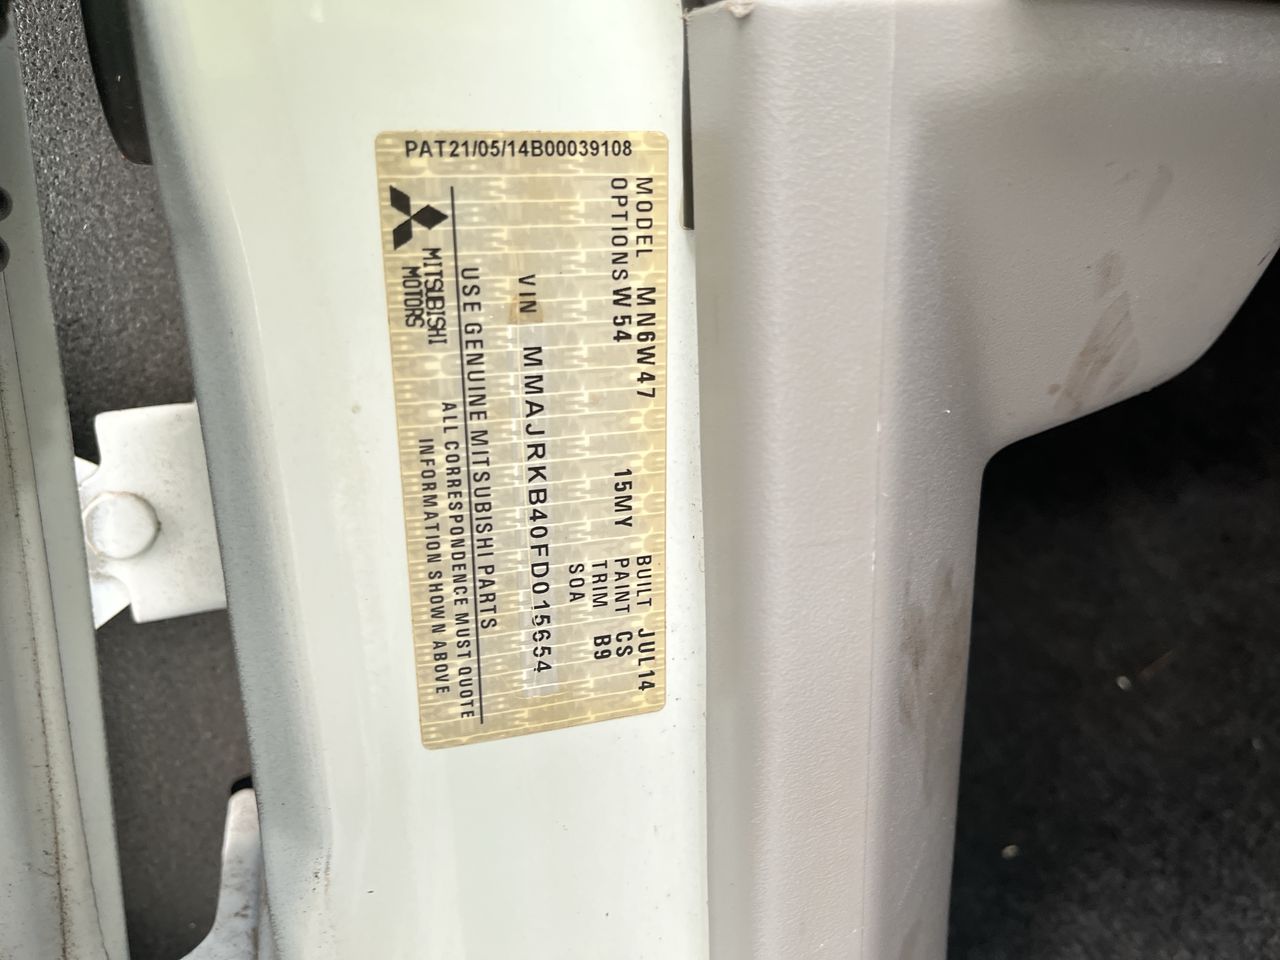 PAT21/05/14B00039108
MODEL MN6W47 BUILT JUL14
OPTIONS W54 15MY PAINT CS
TRIM B9
SOA
VIN MMAJRKB40FD015654
USE GENUINE MITSUBISHI PARTS
ALL CORRESPONDENCE MUST QUOTE
INFORMATION SHOWN ABOVE
MITSUBISHI
MOTORS